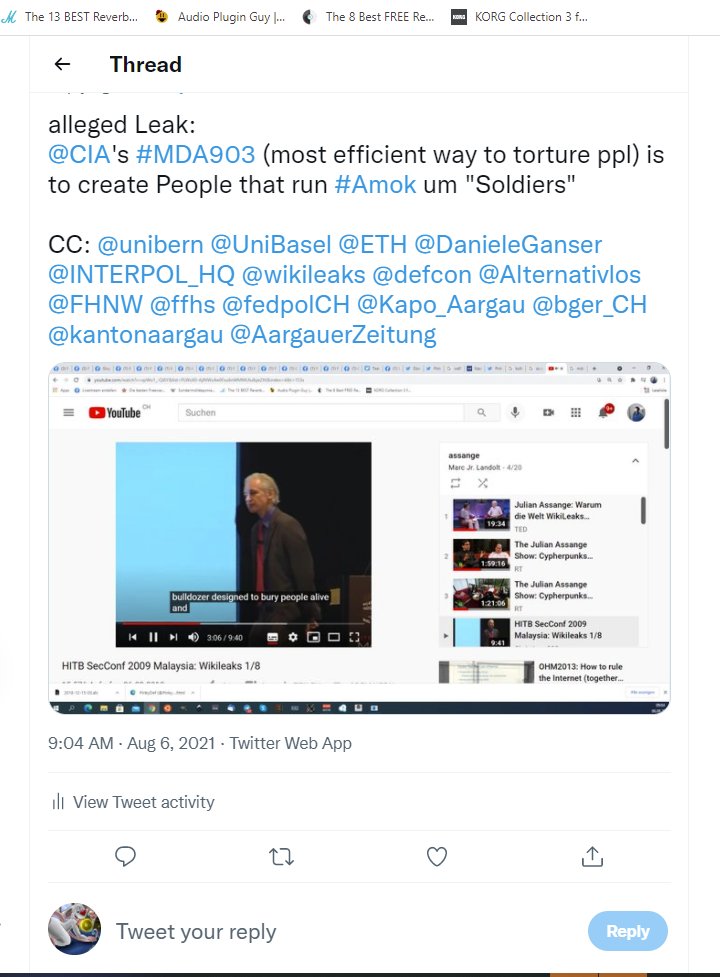 The 13 BEST Reverb... Audio Plugin Guy |... The 8 Best FREE Re... KORG KORG Collection 3 f...
Thread
alleged Leak:
@CIA's #MDA903 (most efficient way to torture ppl) is
to create People that run #Amok um "Soldiers"
CC: @unibern @UniBasel @ETH @DanieleGanser
@INTERPOL_HQ @wikileaks @defcon @Alternativlos
@FHNW @ffhs @fedpolCH @Kapo_Aargau @bger_CH
@kantonaargau @AargauerZeitung
YouTube CH
Suchen
9+
bulldozer designed to bury people alive
and
3:06 / 9:40
HITB SecConf 2009 Malaysia: Wikileaks 1/8
assange
Marc Jr. Landolt - 4/28
1
19:34
Julian Assange: Warum
die Welt WikiLeaks...
TED
2
1:59:16
The Julian Assange
Show: Cypherpunks...
RT
3
1:21:06
The Julian Assange
Show: Cypherpunks...
RT
9:41
HITB SecConf 2009
Malaysia: Wikileaks 1/8
OHM2013: How to rule
the Internet (together...
9:04 AM · Aug 6, 2021 · Twitter Web App
View Tweet activity
Tweet your reply
Reply